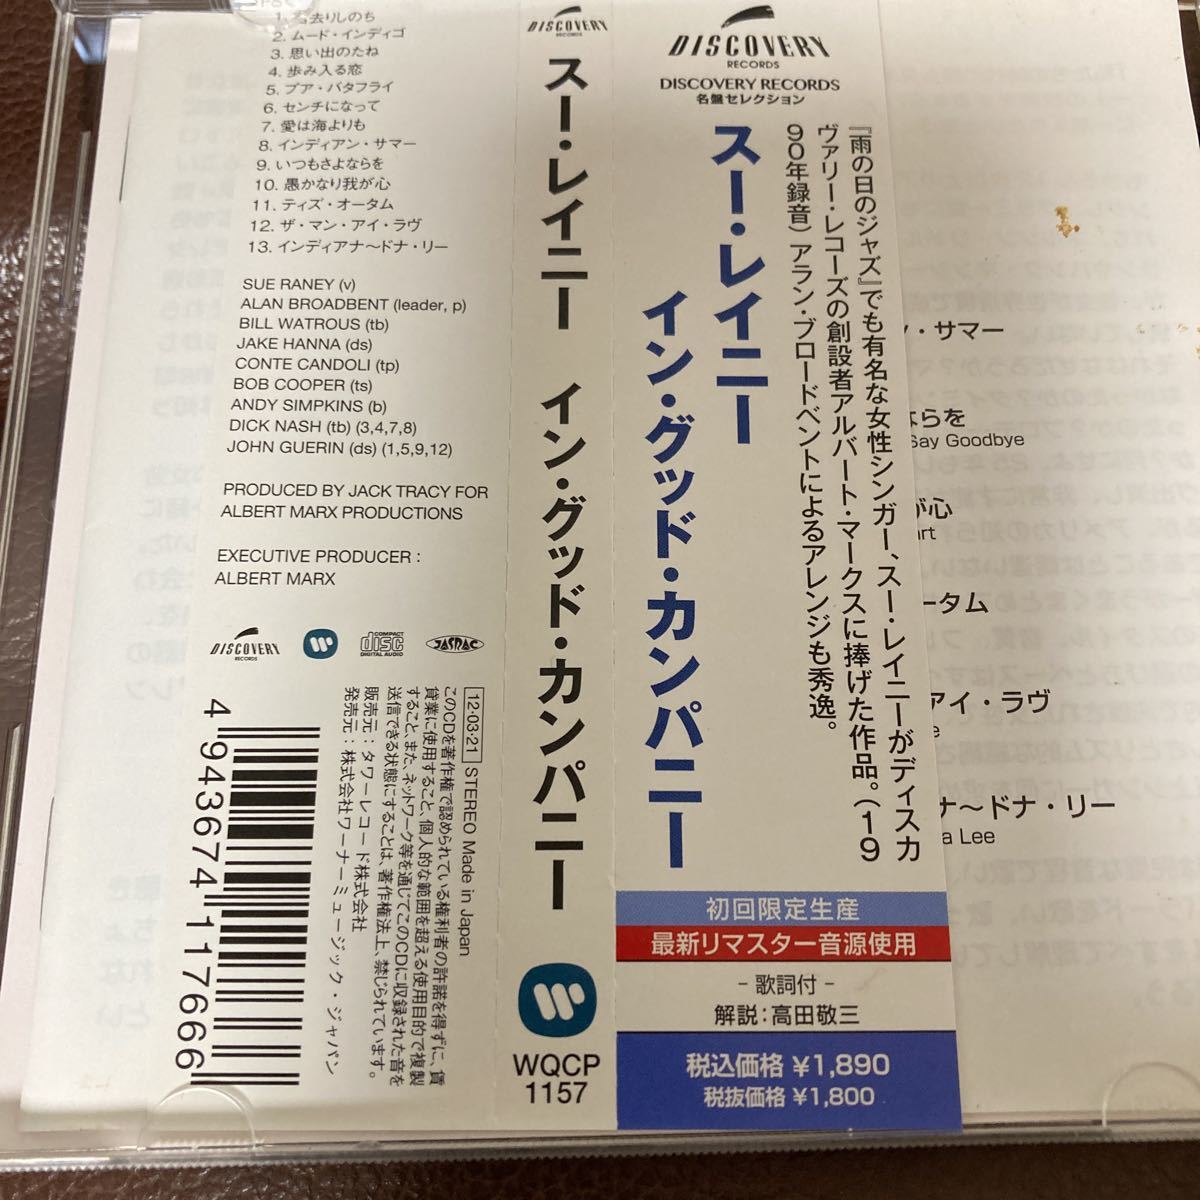 1. 過去りしのち
2. ムード・インディゴ
3. 思い出のたね
4. 歩み入る恋
5. プア・バタフライ
6. センチになって
7. 愛は海よりも
8. インディアン・サマー
9. いつもさよならを
10. 愚かなり我が心
11. ティズ・オータム
12. ザ・マン・アイ・ラヴ
13. インディアナ〜ドナ・リー
SUE RANEY (v)
ALAN BROADBENT (leader, p)
BILL WATROUS (tb)
JAKE HANNA (ds)
CONTE CANDOLI (tp)
BOB COOPER (ts)
ANDY SIMPKINS (b)
DICK NASH (tb) (3,4,7,8)
JOHN GUERIN (ds) (1,5,9,12)
PRODUCED BY JACK TRACY FOR
ALBERT MARX PRODUCTIONS
EXECUTIVE PRODUCER :
ALBERT MARX
DISCOVERY
RECORDS
COMPACT
disc
DIGITAL AUDIO
JASRAC
4 943674 117666
12・03・21 STEREO Made in Japan
このCDを著作権で認められている権利者の許諾を得ずに、賃
貸業に使用すること、個人的な範囲を超える使用目的で複製
すること、また、ネットワーク等を通じてこのCDに収録された音を
送信できる状態にすることは、著作権法上、禁じられています。
販売元：タワーレコード株式会社
発売元：株式会社ワーナーミュージック・ジャパン
DISCOVERY
RECORDS
スー・レイニー イン・グッド・カンパニー
WQCP
1157
DISCOVERY
RECORDS
DISCOVERY RECORDS
名盤セレクション
『雨の日のジャズ』でも有名な女性シンガー、スー・レイニーがディスカ
ヴァリー・レコーズの創設者アルバート・マークスに捧げた作品。（19
90年録音）アラン・ブロードベントによるアレンジも秀逸。
スー・レイニー
イン・グッド・カンパニー
初回限定生産
最新リマスター音源使用
- 歌詞付 -
解説：高田敬三
税込価格 ¥1,890
税抜価格 ¥1,800
・サマー
ならを
Say Goodbye
が心
art
ータム
アイ・ラヴ
e
ナ〜ドナ・リー
a Lee